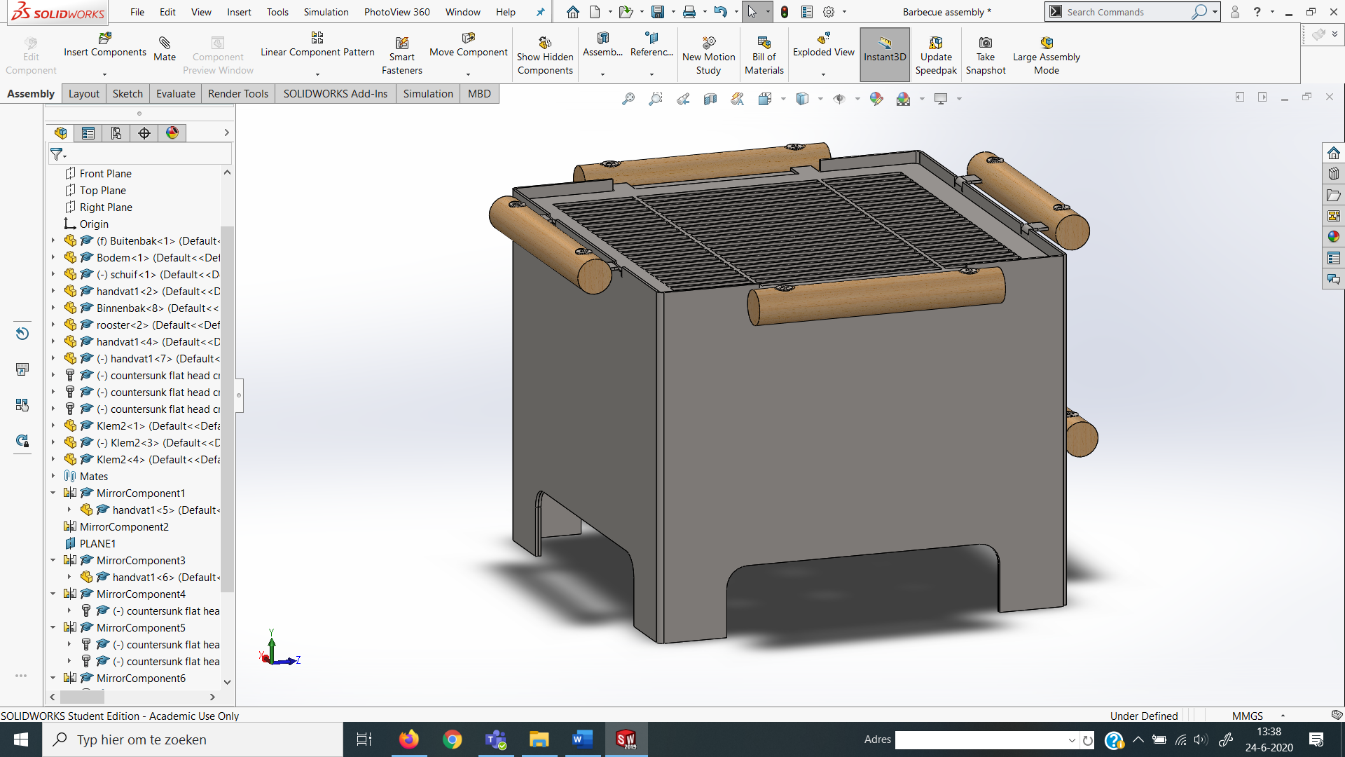 SOLIDWORKS
File Edit View Insert Tools Simulation PhotoView 360 Window Help
Barbecue assembly *
Search Commands
Edit Component
Insert Components
Mate
Component Preview Window
Linear Component Pattern
Smart Fasteners
Move Component
Show Hidden Components
Assemb...
Referenc...
New Motion Study
Bill of Materials
Exploded View
Instant3D
Update Speedpak
Take Snapshot
Large Assembly Mode
Assembly Layout Sketch Evaluate Render Tools SOLIDWORKS Add-Ins Simulation MBD
Front Plane
Top Plane
Right Plane
Origin
(f) Buitenbak<1> (Default<
Bodem<1> (Default<<Def
(-) schuif<1> (Default<<D
handvat1<2> (Default<<D
Binnenbak<8> (Default<<
rooster<2> (Default<<Def
handvat1<4> (Default<<D
(-) handvat1<7> (Default<
(-) countersunk flat head cr
(-) countersunk flat head cr
(-) countersunk flat head cr
Klem2<1> (Default<<Defa
(-) Klem2<3> (Default<<D
Klem2<4> (Default<<Defa
Mates
MirrorComponent1
handvat1<5> (Default<
MirrorComponent2
PLANE1
MirrorComponent3
handvat1<6> (Default<
MirrorComponent4
(-) countersunk flat hea
MirrorComponent5
(-) countersunk flat hea
(-) countersunk flat hea
MirrorComponent6
Y
Z
SOLIDWORKS Student Edition - Academic Use Only
Under Defined
MMGS
Typ hier om te zoeken
Adres
13:38
24-6-2020